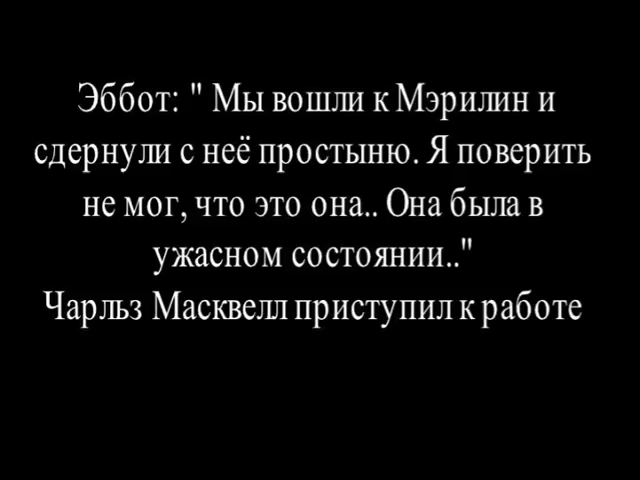 Эббот: " Мы вошли к Мэрилин и
сдернули с неё простыню. Я поверить
не мог, что это она.. Она была в
ужасном состоянии.."
Чарльз Масквелл приступил к работе